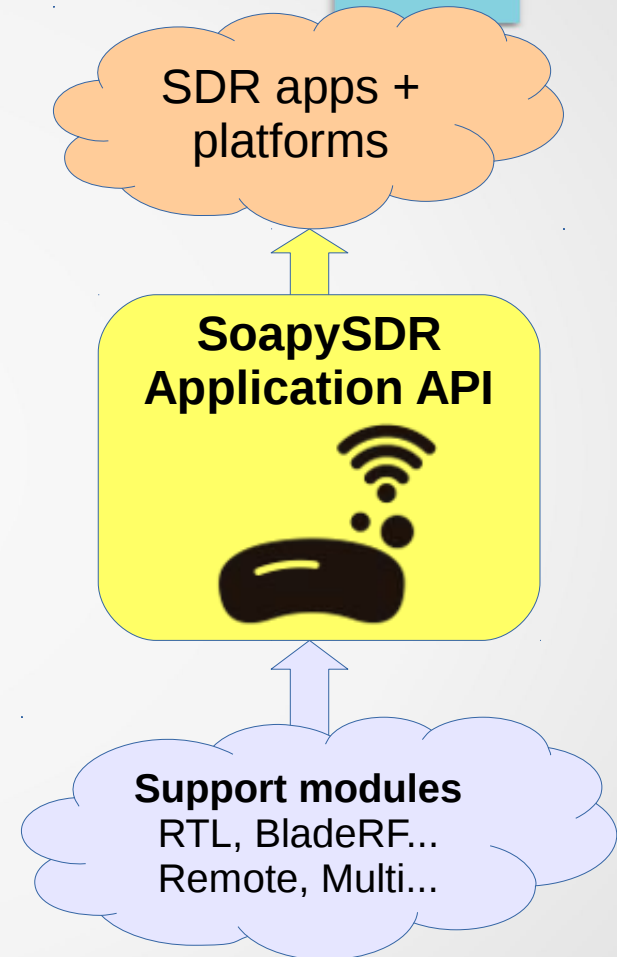 SDR apps +
platforms
SoapySDR
Application API
Support modules
RTL, BladeRF...
Remote, Multi...